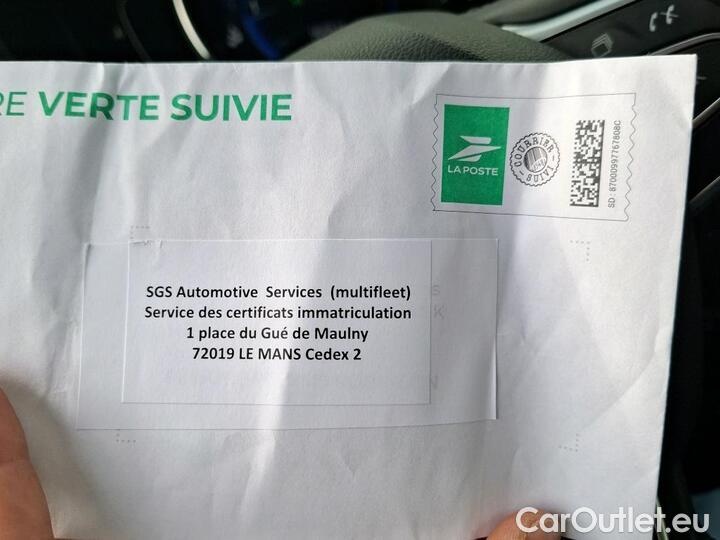 RE VERTE SUIVIE
LA POSTE
COURRIER
SUIVI
SD : 87000997767808C
SGS Automotive Services (multifleet)
Service des certificats immatriculation
1 place du Gué de Maulny
72019 LE MANS Cedex 2
CarOutlet.eu